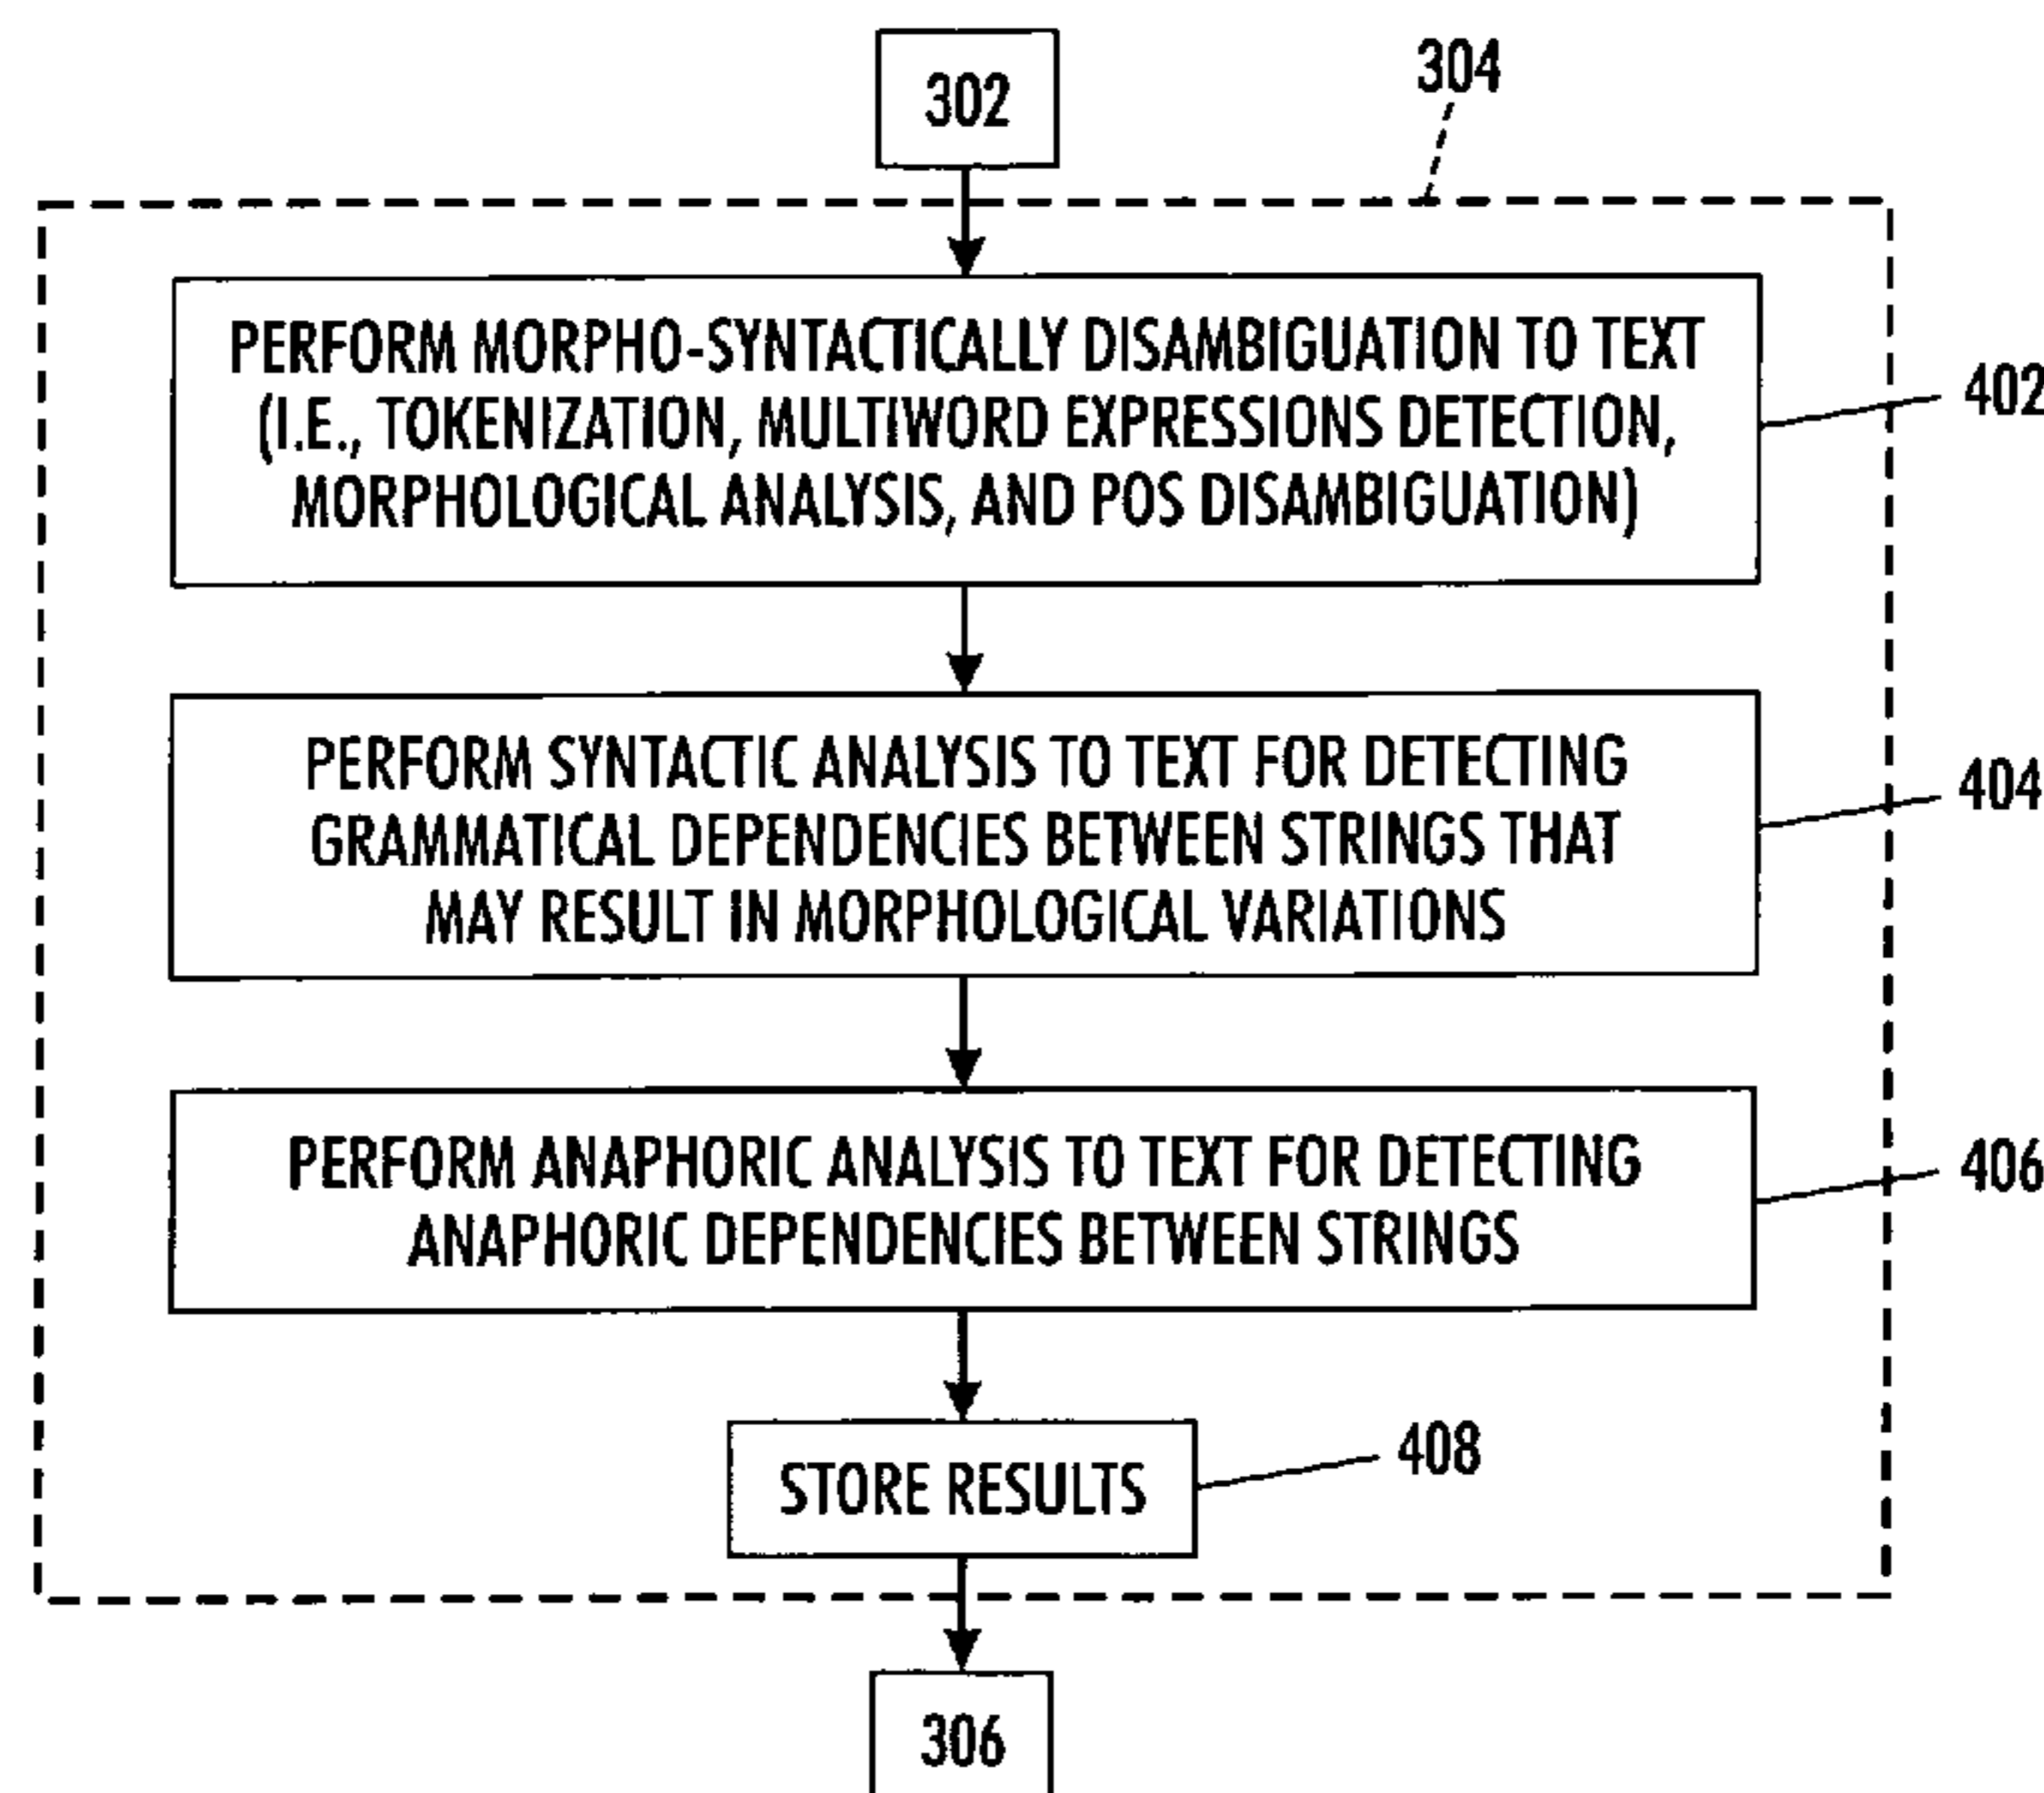 302
304
PERFORM MORPHO-SYNTACTICALLY DISAMBIGUATION TO TEXT
(I.E., TOKENIZATION, MULTIWORD EXPRESSIONS DETECTION,
MORPHOLOGICAL ANALYSIS, AND POS DISAMBIGUATION)
402
PERFORM SYNTACTIC ANALYSIS TO TEXT FOR DETECTING
GRAMMATICAL DEPENDENCIES BETWEEN STRINGS THAT
MAY RESULT IN MORPHOLOGICAL VARIATIONS
404
PERFORM ANAPHORIC ANALYSIS TO TEXT FOR DETECTING
ANAPHORIC DEPENDENCIES BETWEEN STRINGS
406
STORE RESULTS
408
306